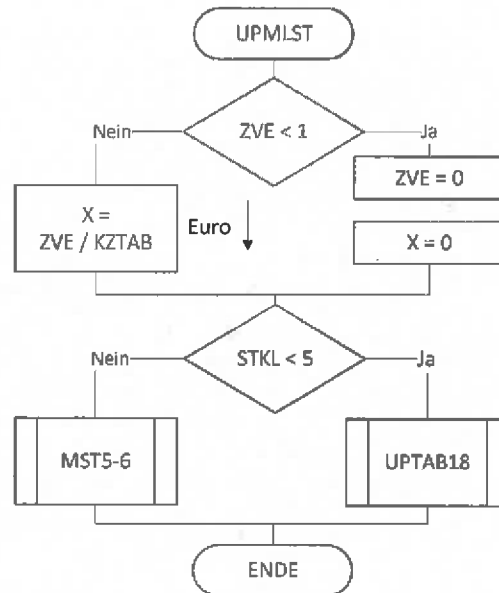 UPMLST
ZVE < 1
Nein
Ja
ZVE = 0
X =
ZVE / KZTAB
Euro
X = 0
STKL < 5
Nein
Ja
MST5-6
UPTAB18
ENDE